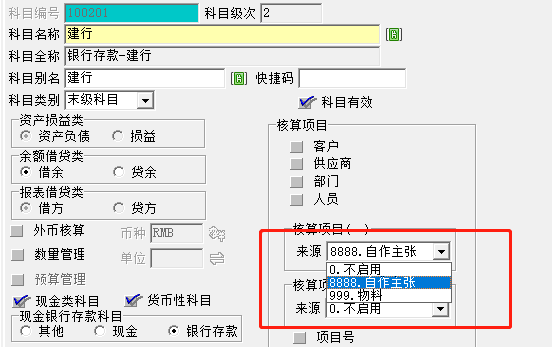 科目编号 100201 科目级次 2
科目名称 建行
科目全称 银行存款-建行
科目别名 建行 快捷码
科目类别 末级科目 科目有效
资产损益类
资产负债 损益
余额借贷类
借余 贷余
报表借贷类
借方 贷方
外币核算 币种 RMB
数量管理 单位
预算管理
现金类科目 货币性科目
现金银行存款科目
其他 现金 银行存款
核算项目
客户
供应商
部门
人员
核算项目(一)
来源 8888.自作主张
0.不启用
8888.自作主张
999.物料
核算项
来源 0.不启用
项目号